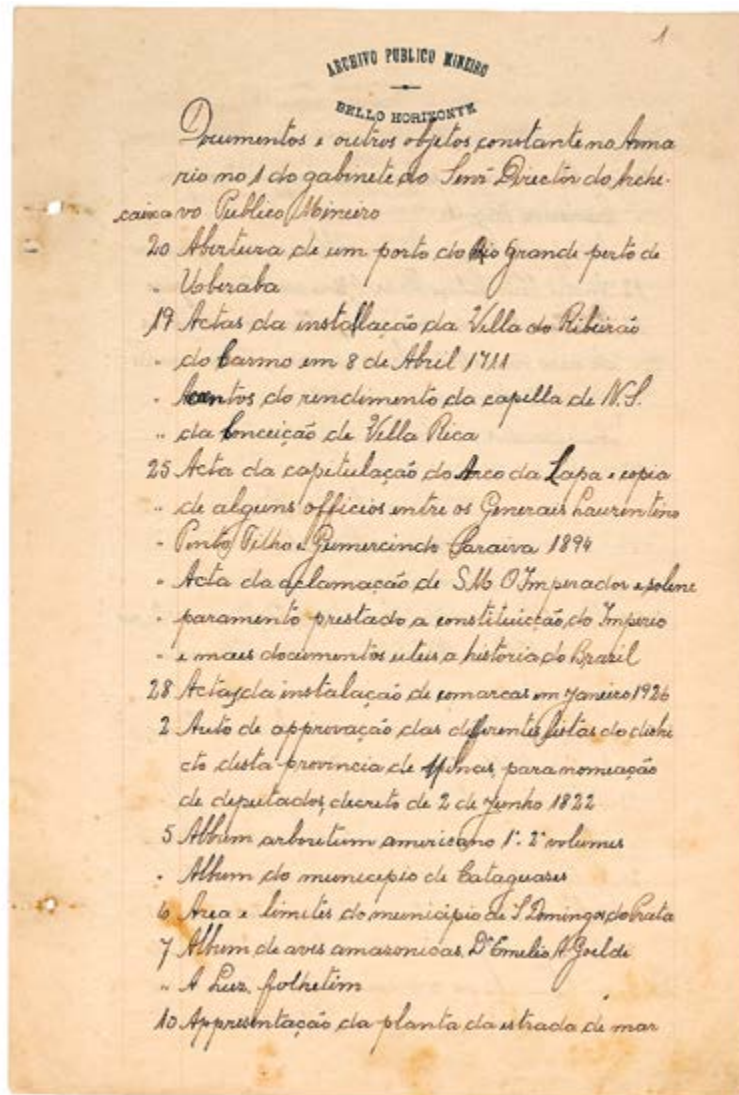 1
ARCHIVO PUBLICO MINEIRO
BELLO HORIZONTE
Documentos e outros objetos constante no Arma
rio no 1 do gabinete do Senr Director do Arche-
caixa vo Publico Mineiro
20 Abertura de um porto do Rio Grande perto de
" Uberaba
19 Actas da installação da Villa do Ribeirão
" do Carmo em 8 de Abril 1711
" Contos do rendimento da capella de N.S.
" da Conceição de Villa Rica
25 Acta da capitulação do Arco da Lapa e copia
" de alguns officios entre os Generais Laurentino
" Pinto Filho e Gumercindo Saraiva 1894
" Acta da aclamação de S.M. O Imperador e solene
" juramento prestado a constituicção do Imperio
" e mais documentos uteis a historia do Brazil
28 Actas da instalação de comarcas em Janeiro 1926
2 Auto de approvação das differentes listas do distri
cto desta provincia de Minas, para nomeação
de deputados, decreto de 2 de Junho 1822
5 Album arboretum americano 1º. 2º volumes
" Album do municepio de Cataguases
6 Area e limites do municipio de S. Domingos do Prata
7 Album de aves amazonicas. Dr Emilio A Goeldi
" A Luz, folhetim
10 Appresentação da planta da estrada de mar